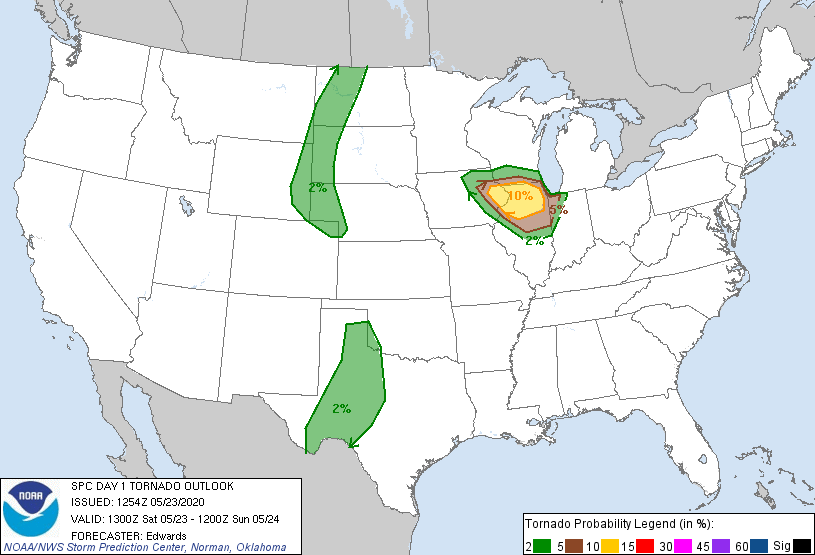 2%
10%
5%
2%
2%
SPC DAY 1 TORNADO OUTLOOK
ISSUED: 1254Z 05/23/2020
VALID: 1300Z Sat 05/23 - 1200Z Sun 05/24
FORECASTER: Edwards
NOAA/NWS Storm Prediction Center, Norman, Oklahoma
NOAA
Tornado Probability Legend (in %):
2 5 10 15 30 45 60 Sig